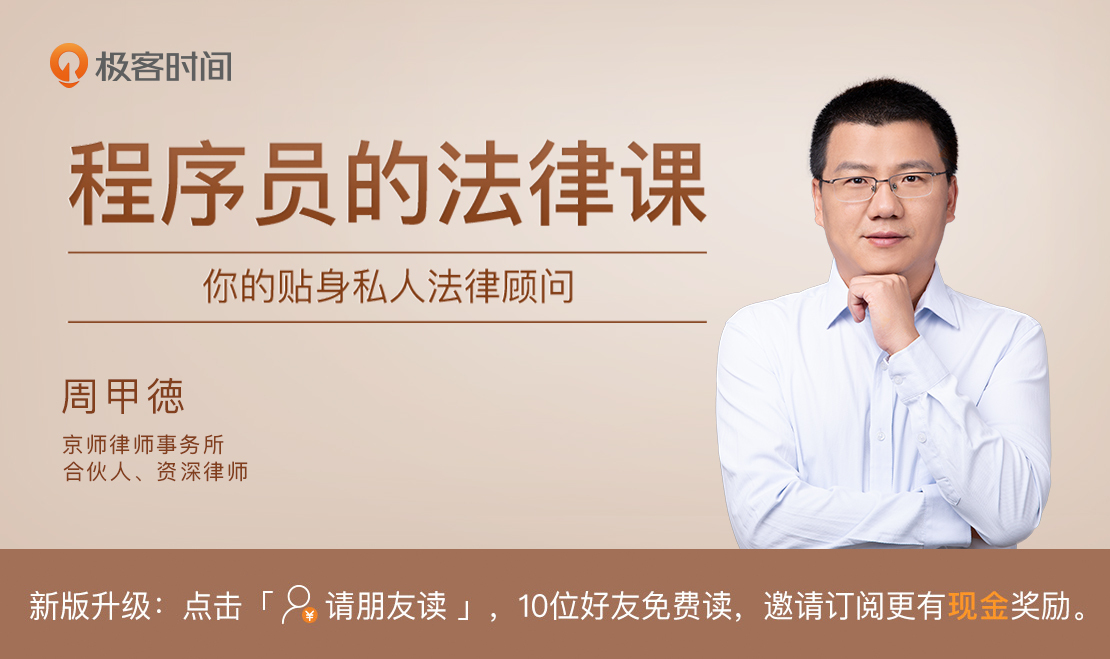 极客时间
程序员的法律课
你的贴身私人法律顾问
周甲徳
京师律师事务所
合伙人、资深律师
新版升级：点击「¥请朋友读」，10位好友免费读，邀请订阅更有现金奖励。